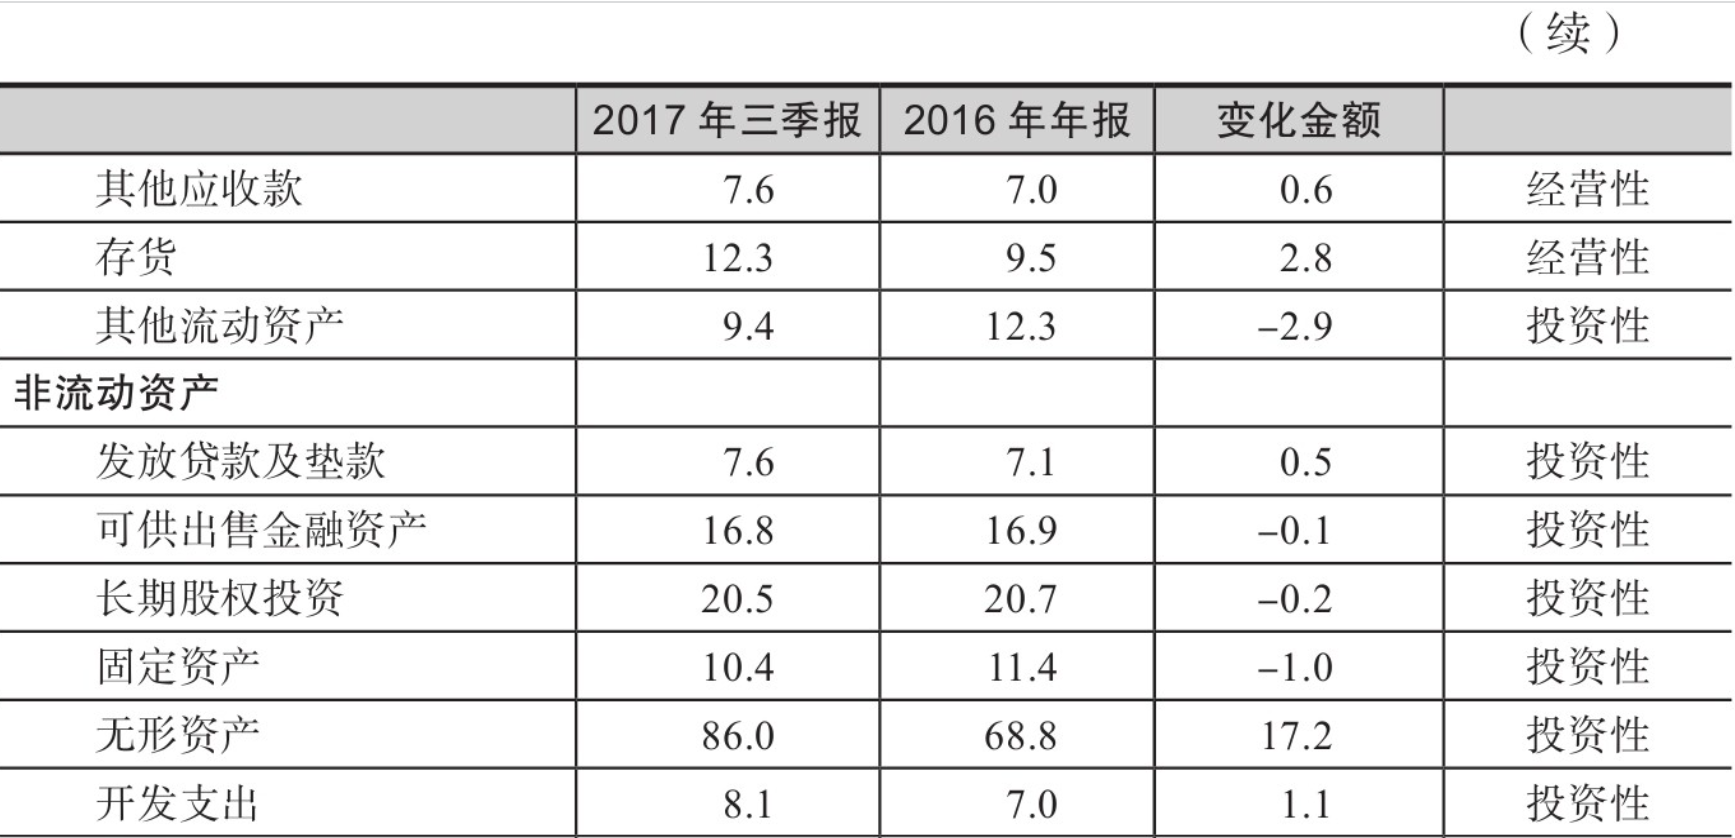 （续）
2017 年三季报 2016 年年报 变化金额
其他应收款 7.6 7.0 0.6 经营性
存货 12.3 9.5 2.8 经营性
其他流动资产 9.4 12.3 –2.9 投资性
非流动资产
发放贷款及垫款 7.6 7.1 0.5 投资性
可供出售金融资产 16.8 16.9 –0.1 投资性
长期股权投资 20.5 20.7 –0.2 投资性
固定资产 10.4 11.4 –1.0 投资性
无形资产 86.0 68.8 17.2 投资性
开发支出 8.1 7.0 1.1 投资性